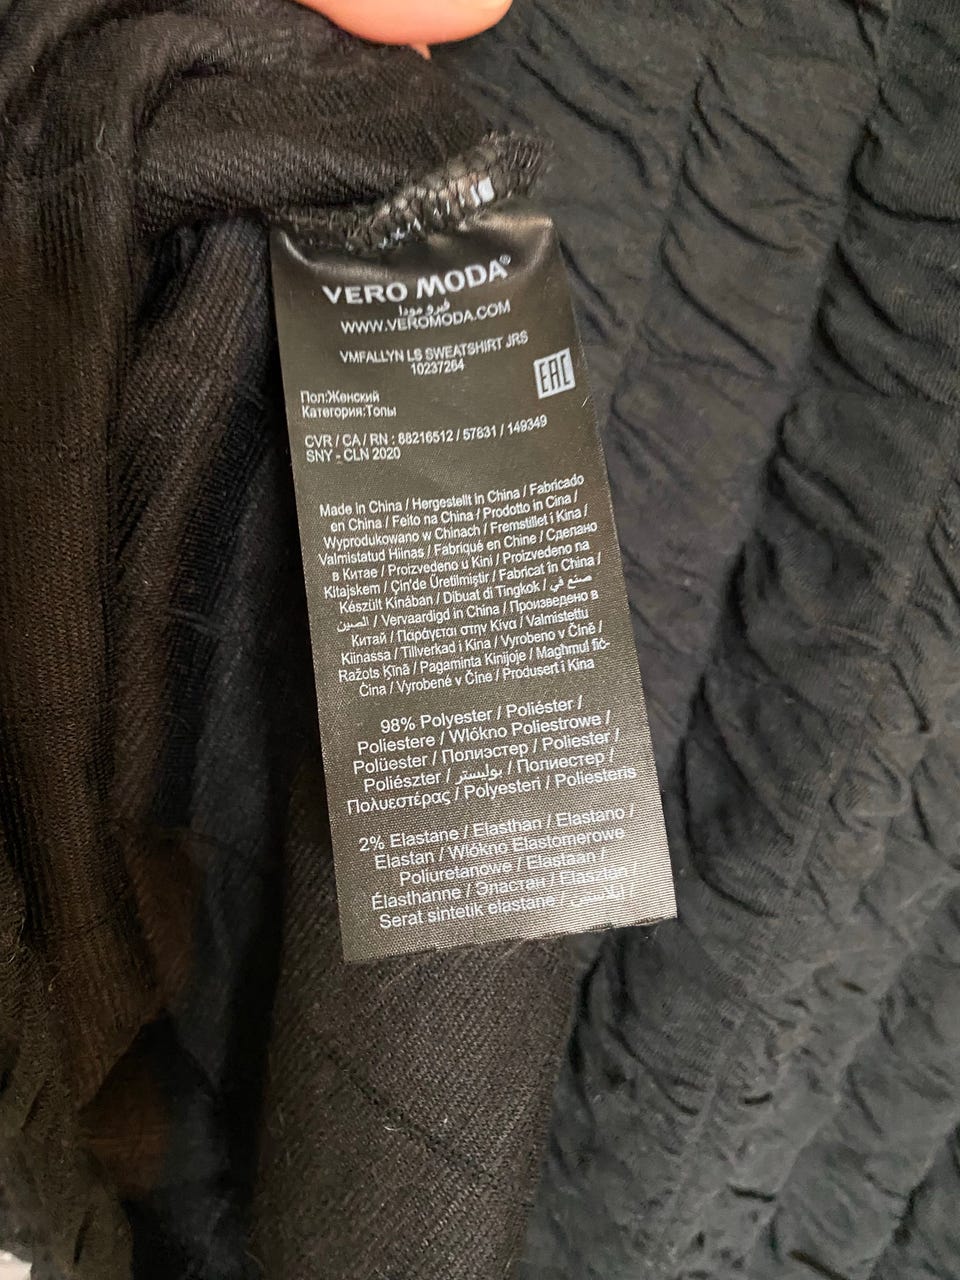 VERO MODA®
فيرو مودا
WWW.VEROMODA.COM
VMFALLYN LS SWEATSHIRT JRS
10237264
EAC
Пол:Женский
Категория:Топы
CVR / CA / RN : 88216512 / 57831 / 149349
SNY - CLN 2020
Made in China / Hergestellt in China / Fabricado
en China / Feito na China / Prodotto in Cina /
Wyprodukowano w Chinach / Fremstillet i Kina /
Valmistatud Hiinas / Fabriqué en Chine / Сделано
в Китае / Proizvedeno u Kini / Proizvedeno na
Kitajskem / Çin'de Üretilmiştir / Fabricat în China /
Készült Kínában / Dibuat di Tingkok / صنع في
الصين / Vervaardigd in China / Произведено в
Китай / Παράγεται στην Κίνα / Valmistettu
Kiinassa / Tillverkad i Kina / Vyrobeno v Číně /
Ražots Ķīnā / Pagaminta Kinijoje / Maghmul fiċ-
Ċina / Vyrobené v Číne / Produsert i Kina
98% Polyester / Poliéster /
Poliestere / Włókno Poliestrowe /
Polüester / Полиэстер / Poliester /
Poliészter / بوليستر / Полиестер /
Πολυεστέρας / Polyesteri / Poliesteris
2% Elastane / Elasthan / Elastano /
Elastan / Włókno Elastomerowe
Poliuretanowe / Elastaan /
Élasthanne / Эластан / Elasztán /
Serat sintetik elastane /